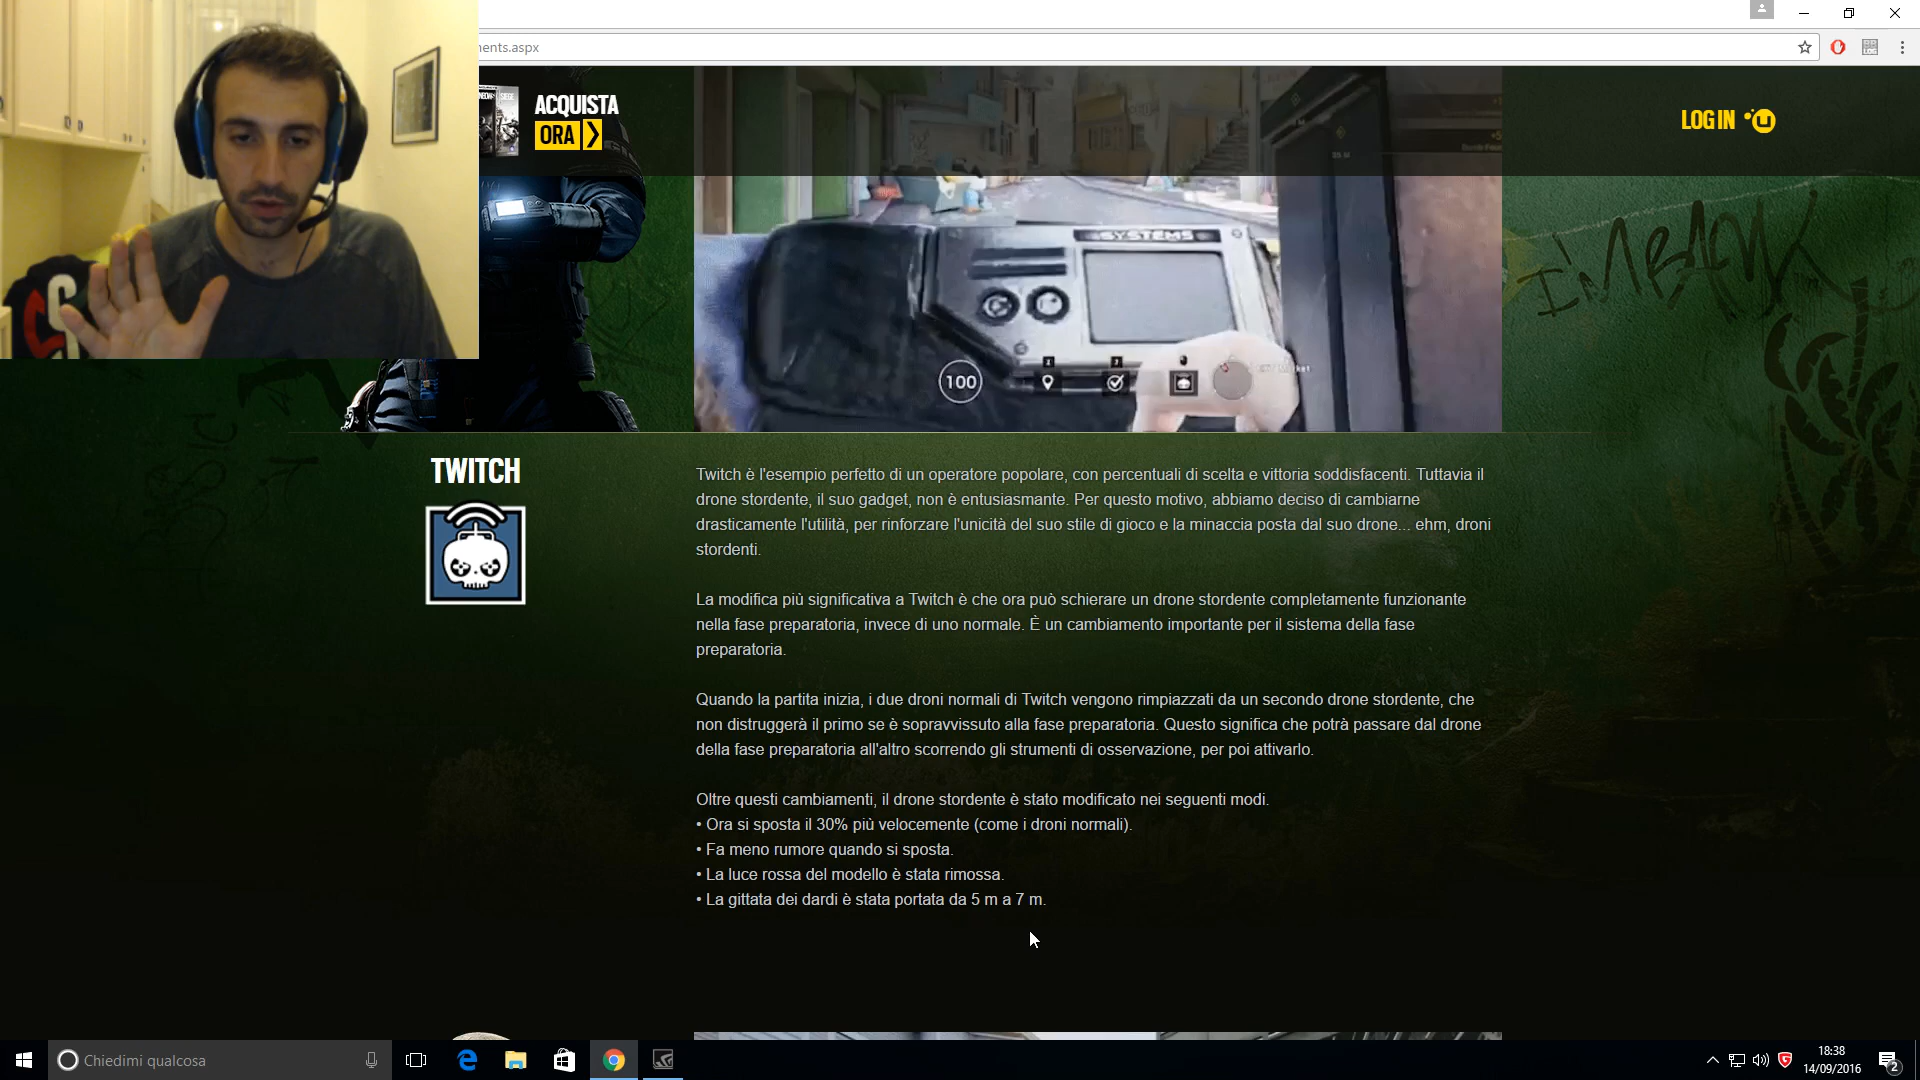 ments.aspx
ACQUISTA
ORA
LOG IN
SYSTEMS
100
TWITCH
Twitch è l'esempio perfetto di un operatore popolare, con percentuali di scelta e vittoria soddisfacenti. Tuttavia il
drone stordente, il suo gadget, non è entusiasmante. Per questo motivo, abbiamo deciso di cambiarne
drasticamente l'utilità, per rinforzare l'unicità del suo stile di gioco e la minaccia posta dal suo drone... ehm, droni
stordenti.
La modifica più significativa a Twitch è che ora può schierare un drone stordente completamente funzionante
nella fase preparatoria, invece di uno normale. È un cambiamento importante per il sistema della fase
preparatoria.
Quando la partita inizia, i due droni normali di Twitch vengono rimpiazzati da un secondo drone stordente, che
non distruggerà il primo se è sopravvissuto alla fase preparatoria. Questo significa che potrà passare dal drone
della fase preparatoria all'altro scorrendo gli strumenti di osservazione, per poi attivarlo.
Oltre questi cambiamenti, il drone stordente è stato modificato nei seguenti modi.
• Ora si sposta il 30% più velocemente (come i droni normali).
• Fa meno rumore quando si sposta.
• La luce rossa del modello è stata rimossa.
• La gittata dei dardi è stata portata da 5 m a 7 m.
Chiedimi qualcosa
18:38
14/09/2016
2